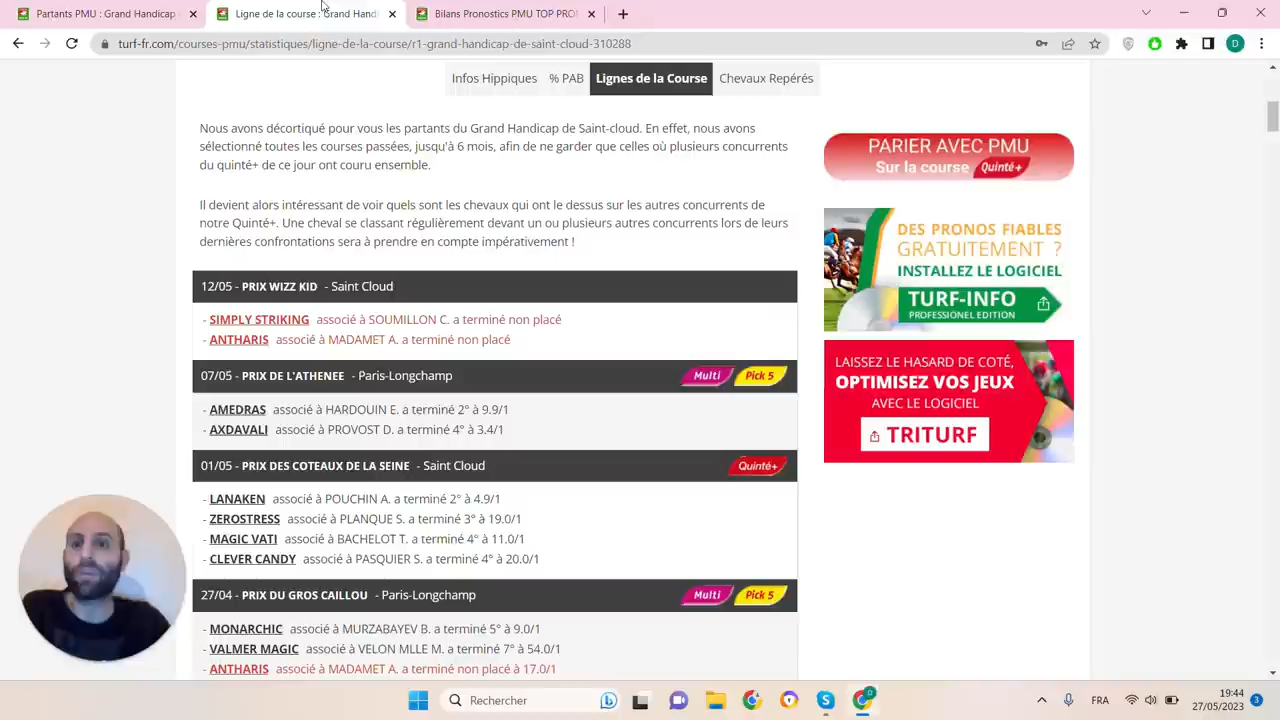 Partants PMU : Grand Handicap d
Ligne de la course : Grand Handi
Bilans Pronostics PMU TOP PRO
turf-fr.com/courses-pmu/statistiques/ligne-de-la-course/r1-grand-handicap-de-saint-cloud-310288
D
Infos Hippiques
% PAB
Lignes de la Course
Chevaux Repérés
Nous avons décortiqué pour vous les partants du Grand Handicap de Saint-cloud. En effet, nous avons
sélectionné toutes les courses passées, jusqu'à 6 mois, afin de ne garder que celles où plusieurs concurrents
du quinté+ de ce jour ont couru ensemble.
Il devient alors intéressant de voir quels sont les chevaux qui ont le dessus sur les autres concurrents de
notre Quinté+. Une cheval se classant régulièrement devant un ou plusieurs autres concurrents lors de leurs
dernières confrontations sera à prendre en compte impérativement !
12/05 - PRIX WIZZ KID - Saint Cloud
- SIMPLY STRIKING associé à SOUMILLON C. a terminé non placé
- ANTHARIS associé à MADAMET A. a terminé non placé
07/05 - PRIX DE L'ATHENEE - Paris-Longchamp
Multi
Pick 5
- AMEDRAS associé à HARDOUIN E. a terminé 2° à 9.9/1
- AXDAVALI associé à PROVOST D. a terminé 4° à 3.4/1
01/05 - PRIX DES COTEAUX DE LA SEINE - Saint Cloud
Quinté+
- LANAKEN associé à POUCHIN A. a terminé 2° à 4.9/1
- ZEROSTRESS associé à PLANQUE S. a terminé 3° à 19.0/1
- MAGIC VATI associé à BACHELOT T. a terminé 4° à 11.0/1
- CLEVER CANDY associé à PASQUIER S. a terminé 4° à 20.0/1
27/04 - PRIX DU GROS CAILLOU - Paris-Longchamp
Multi
Pick 5
- MONARCHIC associé à MURZABAYEV B. a terminé 5° à 9.0/1
- VALMER MAGIC associé à VELON MLLE M. a terminé 7° à 54.0/1
- ANTHARIS associé à MADAMET A. a terminé non placé à 17.0/1
PARIER AVEC PMU
Sur la course Quinté+
DES PRONOS FIABLES
GRATUITEMENT ?
INSTALLEZ LE LOGICIEL
TURF-INFO
PROFESSIONEL EDITION
LAISSEZ LE HASARD DE COTÉ,
OPTIMISEZ VOS JEUX
AVEC LE LOGICIEL
TRITURF
Rechercher
FRA
19:44
27/05/2023